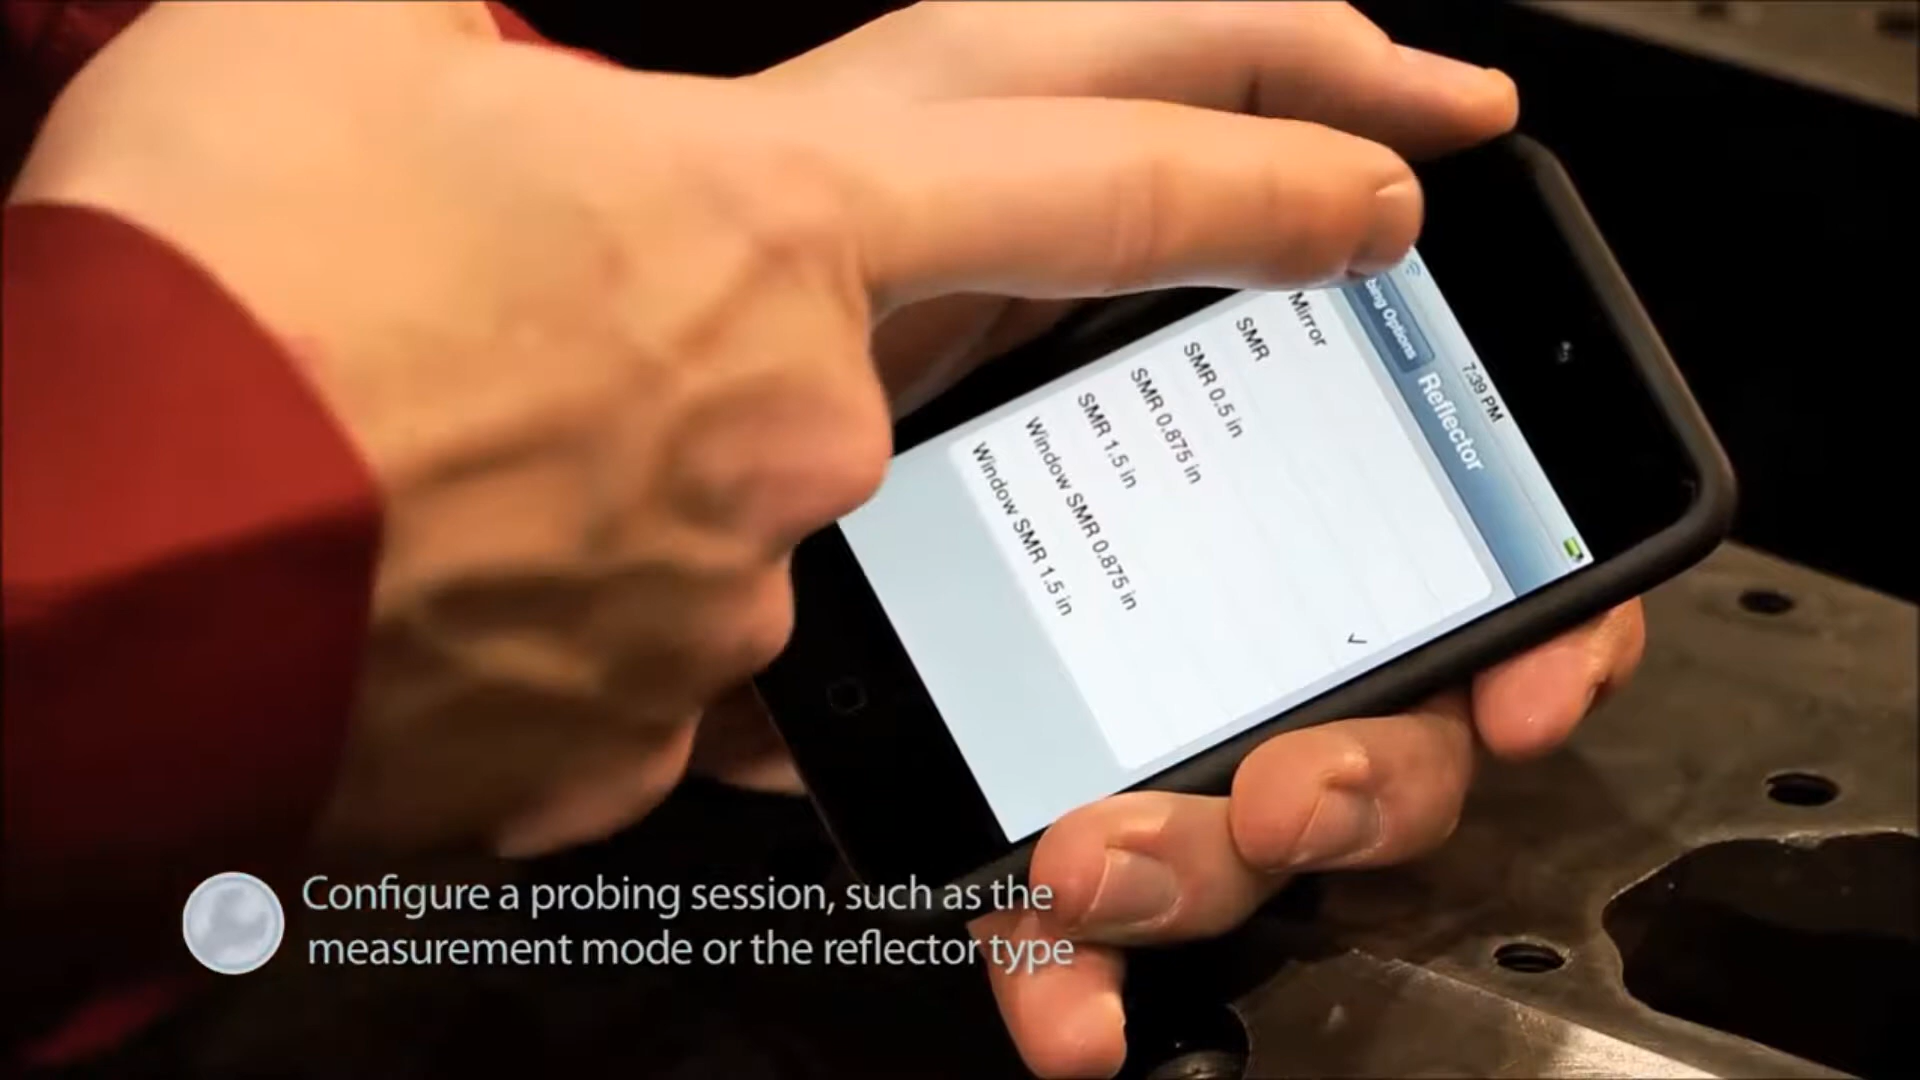 7:39 PM
bing Options
Reflector
Mirror
SMR
SMR 0.5 in
SMR 0.875 in
SMR 1.5 in
Window SMR 0.875 in
Window SMR 1.5 in
Configure a probing session, such as the
measurement mode or the reflector type